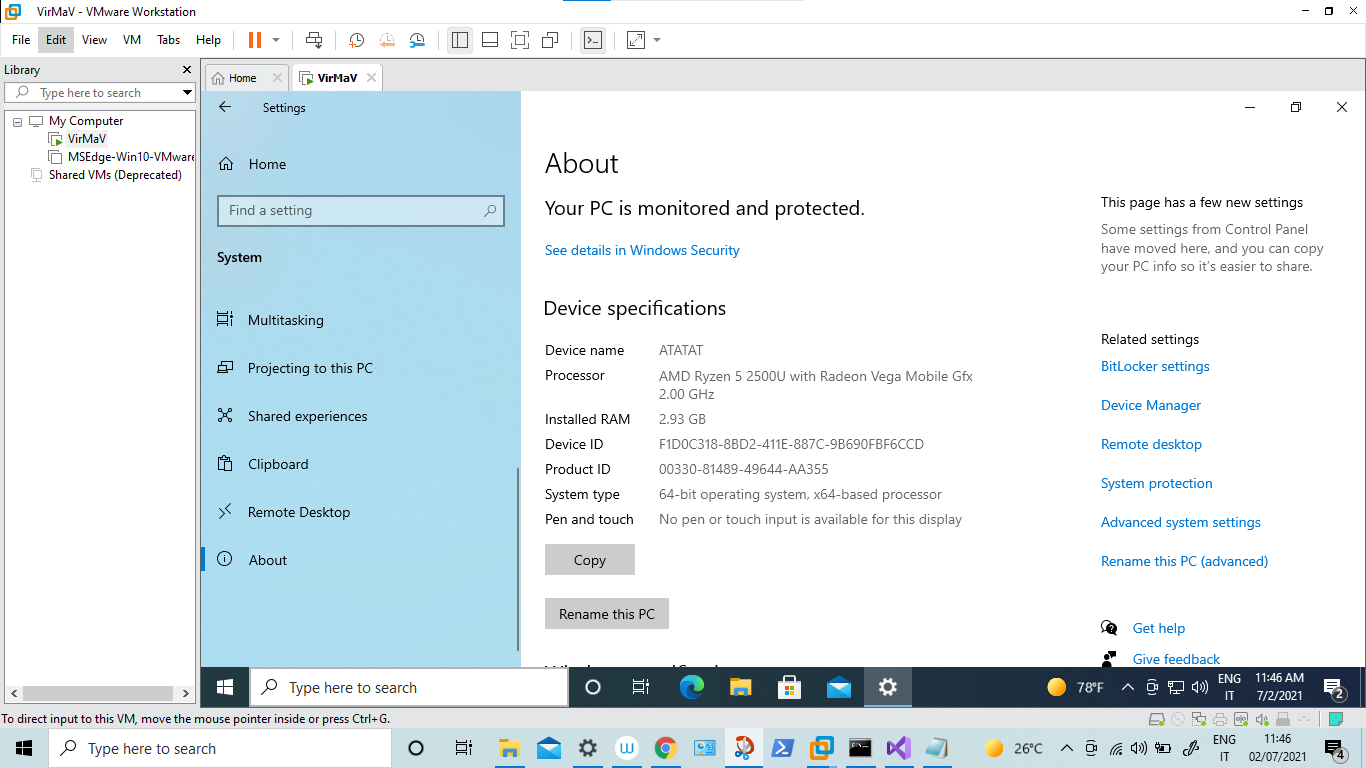 VirMaV - VMware Workstation
File Edit View VM Tabs Help
Library
Type here to search
My Computer
VirMaV
MSEdge-Win10-VMware
Shared VMs (Deprecated)
Home
VirMaV
Settings
Home
Find a setting
System
Multitasking
Projecting to this PC
Shared experiences
Clipboard
Remote Desktop
About
About
Your PC is monitored and protected.
See details in Windows Security
Device specifications
Device name ATATAT
Processor AMD Ryzen 5 2500U with Radeon Vega Mobile Gfx
2.00 GHz
Installed RAM 2.93 GB
Device ID F1D0C318-8BD2-411E-887C-9B690FBF6CCD
Product ID 00330-81489-49644-AA355
System type 64-bit operating system, x64-based processor
Pen and touch No pen or touch input is available for this display
Copy
Rename this PC
This page has a few new settings
Some settings from Control Panel
have moved here, and you can copy
your PC info so it's easier to share.
Related settings
BitLocker settings
Device Manager
Remote desktop
System protection
Advanced system settings
Rename this PC (advanced)
Get help
Give feedback
Type here to search
78°F
ENG
IT
11:46 AM
7/2/2021
2
To direct input to this VM, move the mouse pointer inside or press Ctrl+G.
Type here to search
26°C
ENG
IT
11:46
02/07/2021
4